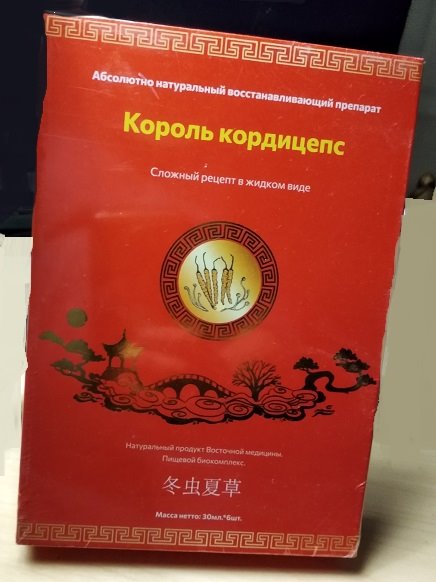 Абсолютно натуральный восстанавливающий препарат
Король кордицепс
Сложный рецепт в жидком виде
Натуральный продукт Восточной медицины.
Пищевой биокомплекс.
冬虫夏草
Масса нетто: 30мл.*6шт.